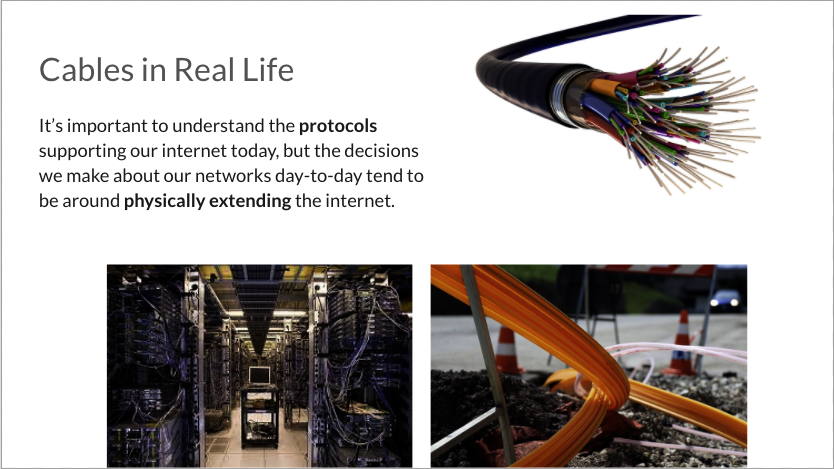 Cables in Real Life
It’s important to understand the protocols
supporting our internet today, but the decisions
we make about our networks day-to-day tend to
be around physically extending the internet.